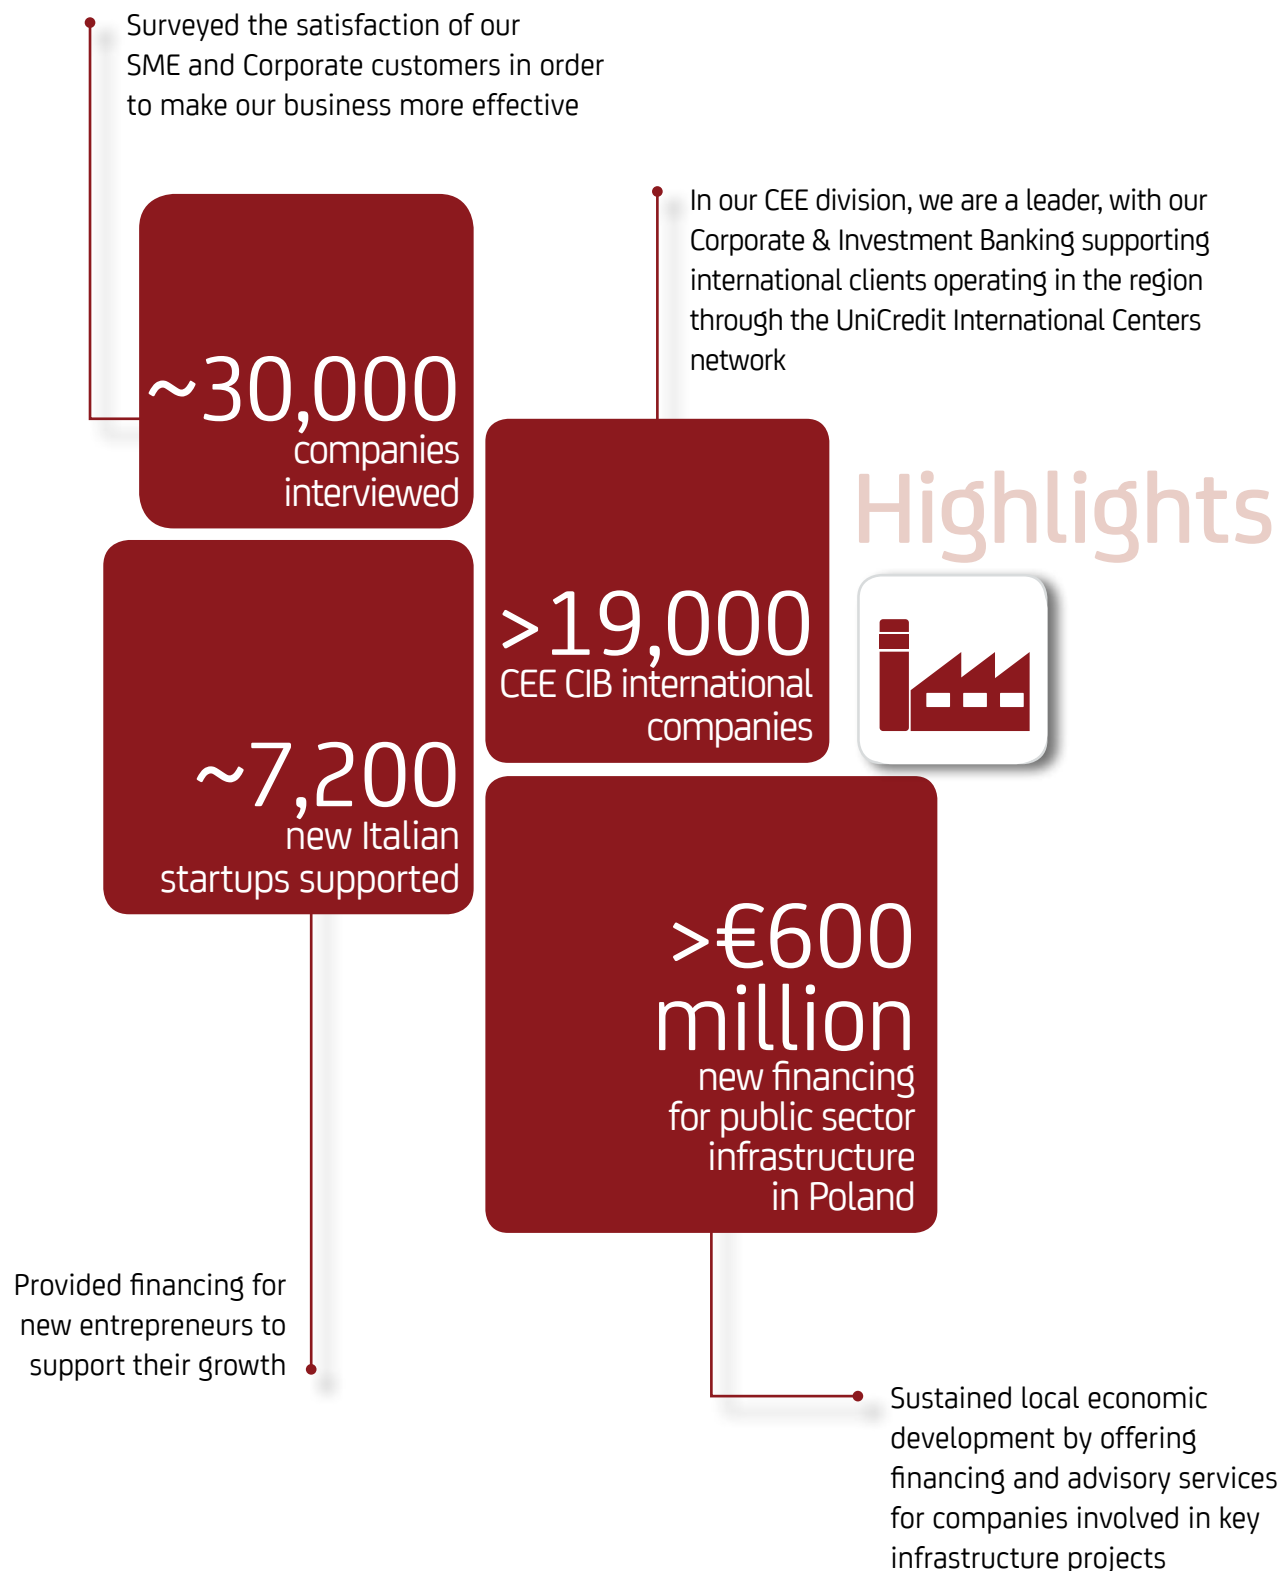 Surveyed the satisfaction of our
SME and Corporate customers in order
to make our business more effective
~30,000
companies
interviewed
In our CEE division, we are a leader, with our
Corporate & Investment Banking supporting
international clients operating in the region
through the UniCredit International Centers
network
>19,000
CEE CIB international
companies
Highlights
~7,200
new Italian
startups supported
Provided financing for
new entrepreneurs to
support their growth
>€600
million
new financing
for public sector
infrastructure
in Poland
Sustained local economic
development by offering
financing and advisory services
for companies involved in key
infrastructure projects